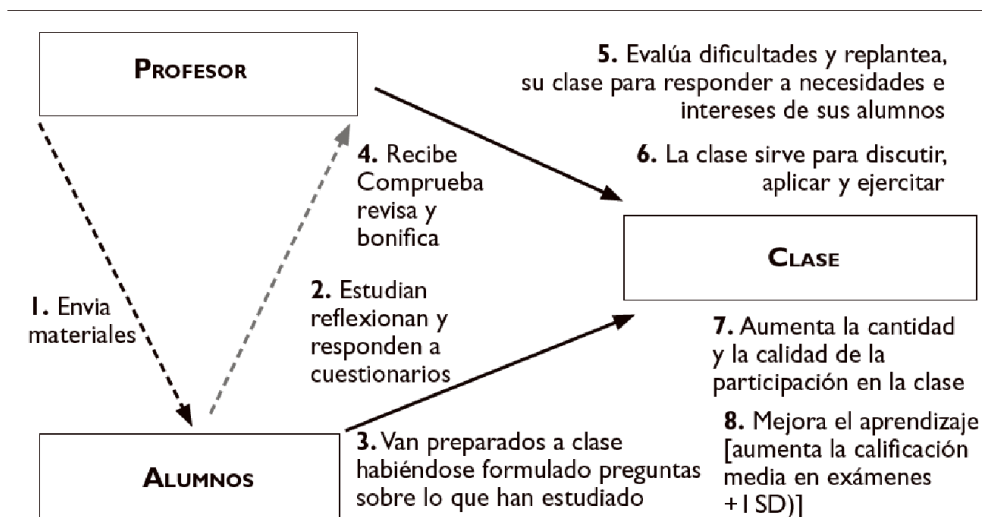 PROFESOR
5. Evalúa dificultades y replantea,
su clase para responder a necesidades e
intereses de sus alumnos
4. Recibe
Comprueba
revisa y
bonifica
6. La clase sirve para discutir,
aplicar y ejercitar
CLASE
1. Envia
materiales
2. Estudian
reflexionan y
responden a
cuestionarios
7. Aumenta la cantidad
y la calidad de la
participación en la clase
ALUMNOS
3. Van preparados a clase
habiéndose formulado preguntas
sobre lo que han estudiado
8. Mejora el aprendizaje
[aumenta la calificación
media en exámenes
+1 SD)]